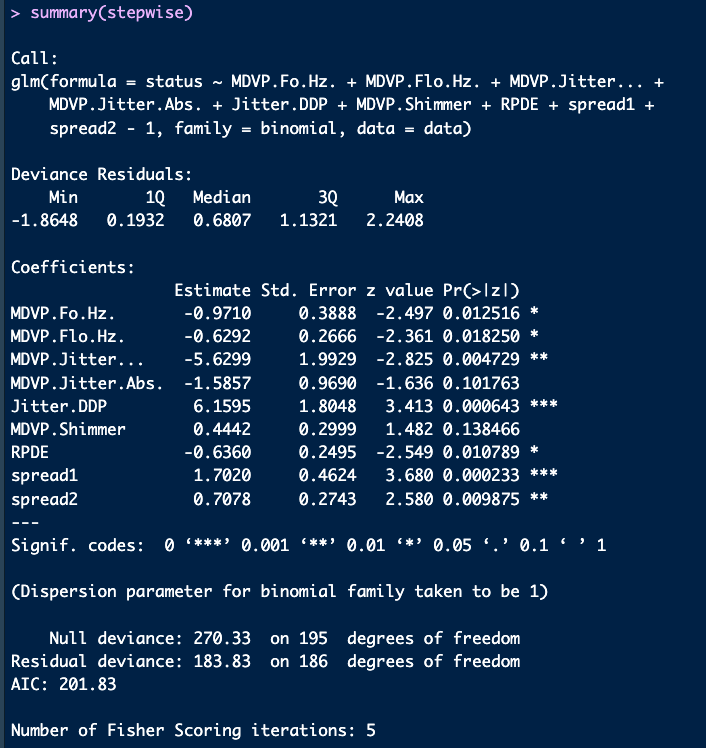 > summary(stepwise)
Call:
glm(formula = status ~ MDVP.Fo.Hz. + MDVP.Flo.Hz. + MDVP.Jitter... +
    MDVP.Jitter.Abs. + Jitter.DDP + MDVP.Shimmer + RPDE + spread1 +
    spread2 - 1, family = binomial, data = data)
Deviance Residuals:
    Min       1Q   Median       3Q      Max
-1.8648   0.1932   0.6807   1.1321   2.2408
Coefficients:
                 Estimate Std. Error z value Pr(>|z|)
MDVP.Fo.Hz.       -0.9710     0.3888  -2.497 0.012516 *
MDVP.Flo.Hz.      -0.6292     0.2666  -2.361 0.018250 *
MDVP.Jitter...    -5.6299     1.9929  -2.825 0.004729 **
MDVP.Jitter.Abs.  -1.5857     0.9690  -1.636 0.101763
Jitter.DDP         6.1595     1.8048   3.413 0.000643 ***
MDVP.Shimmer       0.4442     0.2999   1.482 0.138466
RPDE              -0.6360     0.2495  -2.549 0.010789 *
spread1            1.7020     0.4624   3.680 0.000233 ***
spread2            0.7078     0.2743   2.580 0.009875 **
---
Signif. codes:  0 ‘***’ 0.001 ‘**’ 0.01 ‘*’ 0.05 ‘.’ 0.1 ‘ ’ 1
(Dispersion parameter for binomial family taken to be 1)
    Null deviance: 270.33  on 195  degrees of freedom
Residual deviance: 183.83  on 186  degrees of freedom
AIC: 201.83
Number of Fisher Scoring iterations: 5